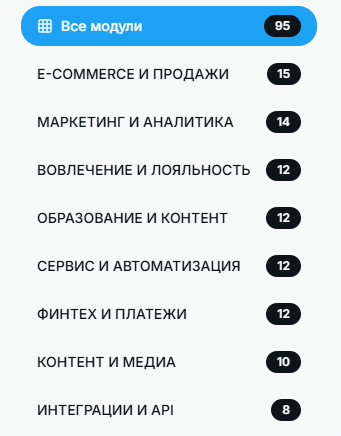 Все модули 95
E-COMMERCE И ПРОДАЖИ 15
МАРКЕТИНГ И АНАЛИТИКА 14
ВОВЛЕЧЕНИЕ И ЛОЯЛЬНОСТЬ 12
ОБРАЗОВАНИЕ И КОНТЕНТ 12
СЕРВИС И АВТОМАТИЗАЦИЯ 12
ФИНТЕХ И ПЛАТЕЖИ 12
КОНТЕНТ И МЕДИА 10
ИНТЕГРАЦИИ И API 8